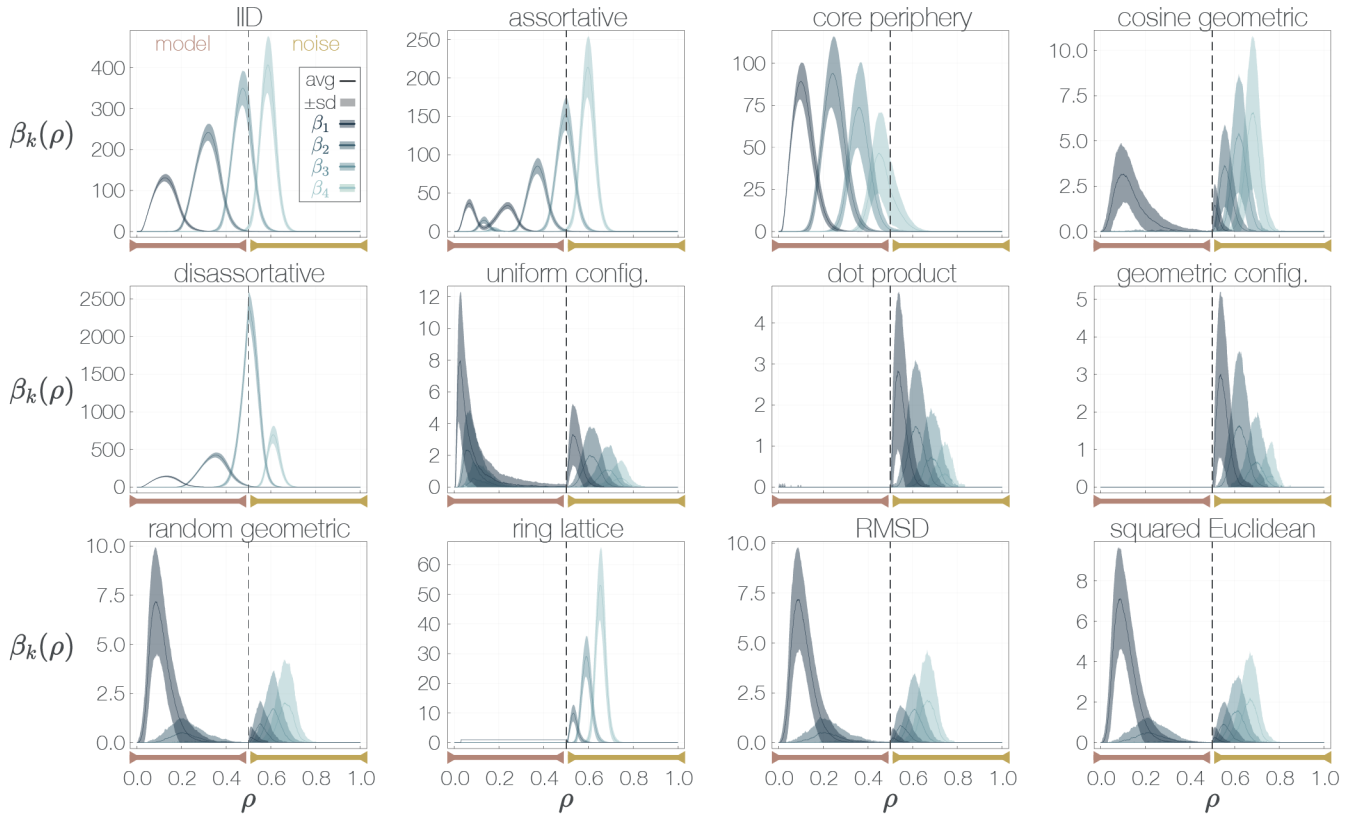 IID
assortative
core periphery
cosine geometric
model
noise
avg
±sd
β₁
β₂
β₃
β₄
βₖ(ρ)
400
300
200
100
0
250
200
150
100
50
0
100
75
50
25
0
10.0
7.5
5.0
2.5
0.0
disassortative
uniform config.
dot product
geometric config.
βₖ(ρ)
2500
2000
1500
1000
500
0
12
10
8
6
4
2
0
4
3
2
1
0
5
4
3
2
1
0
random geometric
ring lattice
RMSD
squared Euclidean
βₖ(ρ)
10.0
7.5
5.0
2.5
0.0
60
50
40
30
20
10
0
10.0
7.5
5.0
2.5
0.0
8
6
4
2
0
0.0 0.2 0.4 0.6 0.8 1.0
0.0 0.2 0.4 0.6 0.8 1.0
0.0 0.2 0.4 0.6 0.8 1.0
0.0 0.2 0.4 0.6 0.8 1.0
ρ
ρ
ρ
ρ